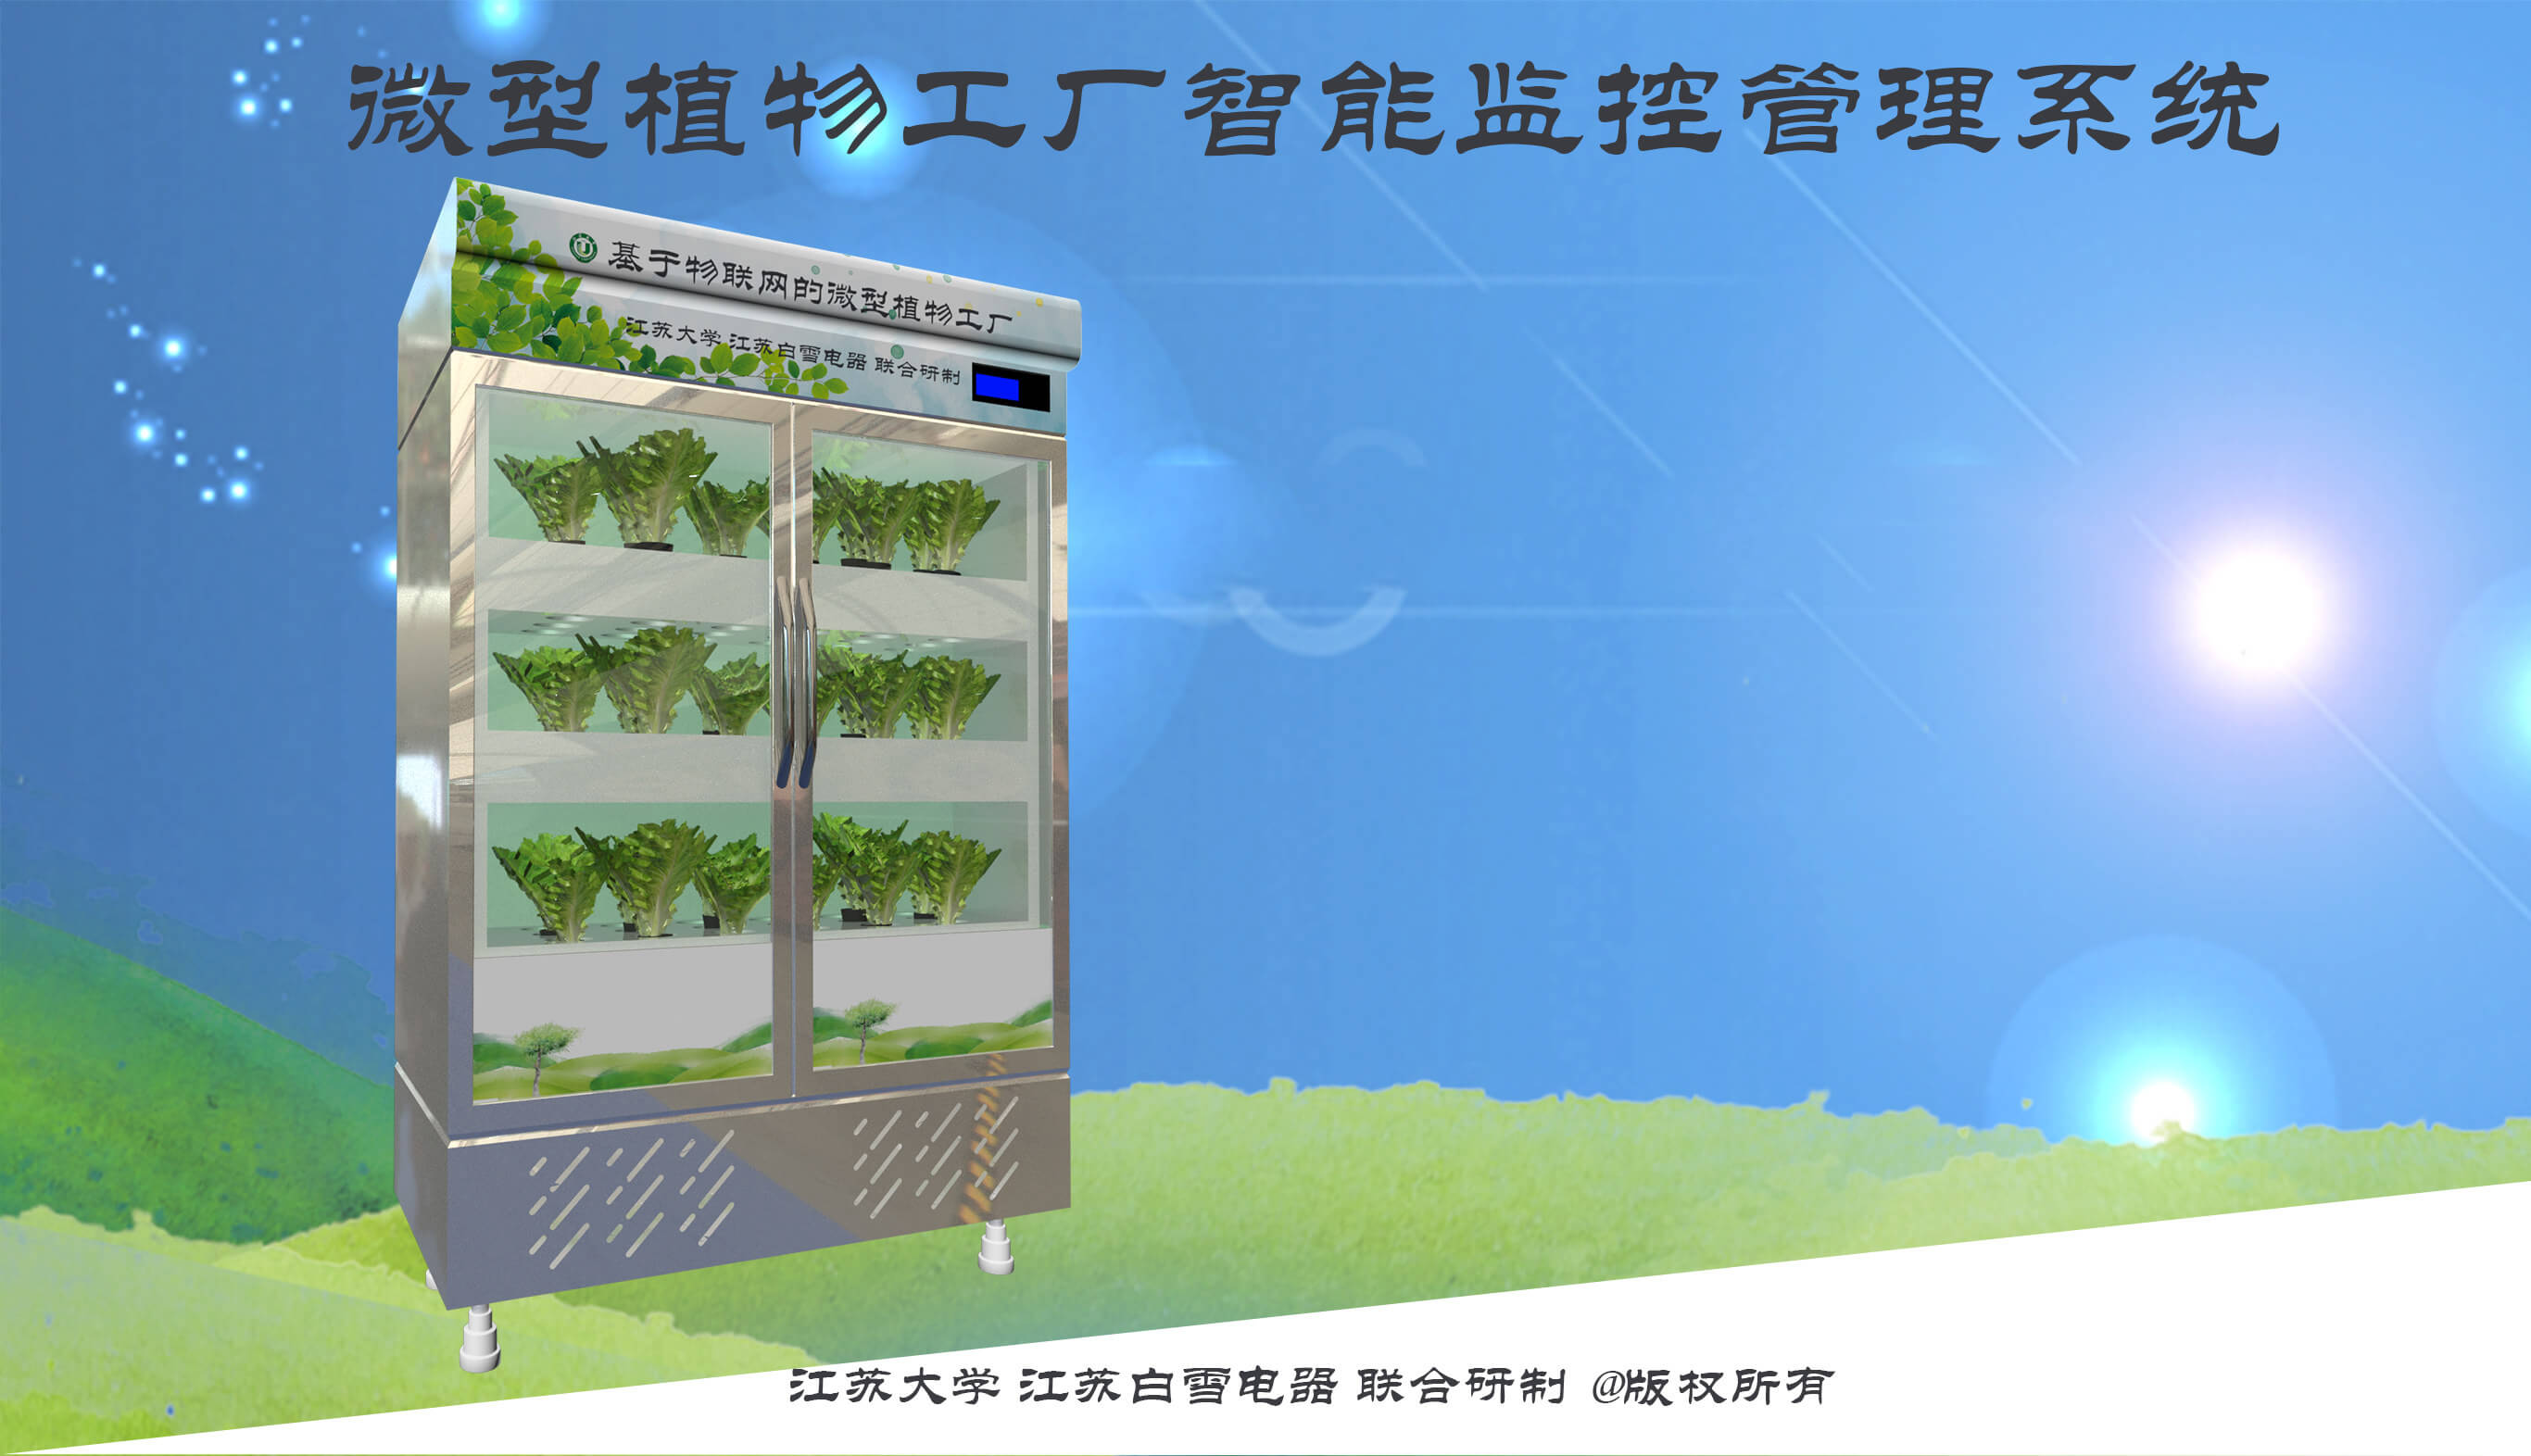 微型植物工厂智能监控管理系统
基于物联网的微型植物工厂
江苏大学 江苏白雪电器 联合研制
江苏大学 江苏白雪电器 联合研制 @版权所有